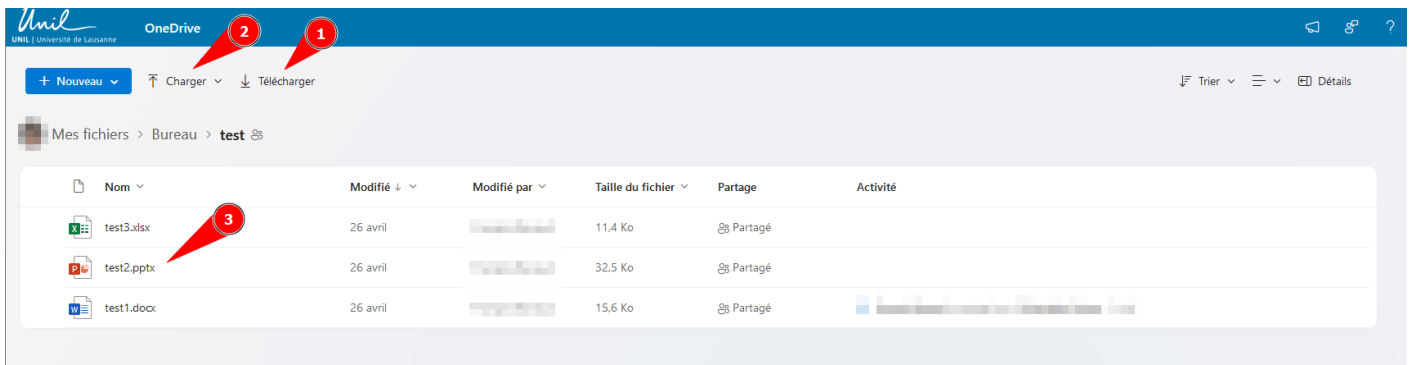 Unil
UNIL | Université de Lausanne
OneDrive
2
1
?
+ Nouveau
Charger
Télécharger
Trier
Détails
Mes fichiers > Bureau > test
Nom
Modifié ↓
Modifié par
Taille du fichier
Partage
Activité
3
test3.xlsx 26 avril 11,4 Ko Partagé
test2.pptx 26 avril 32,5 Ko Partagé
test1.docx 26 avril 15,6 Ko Partagé